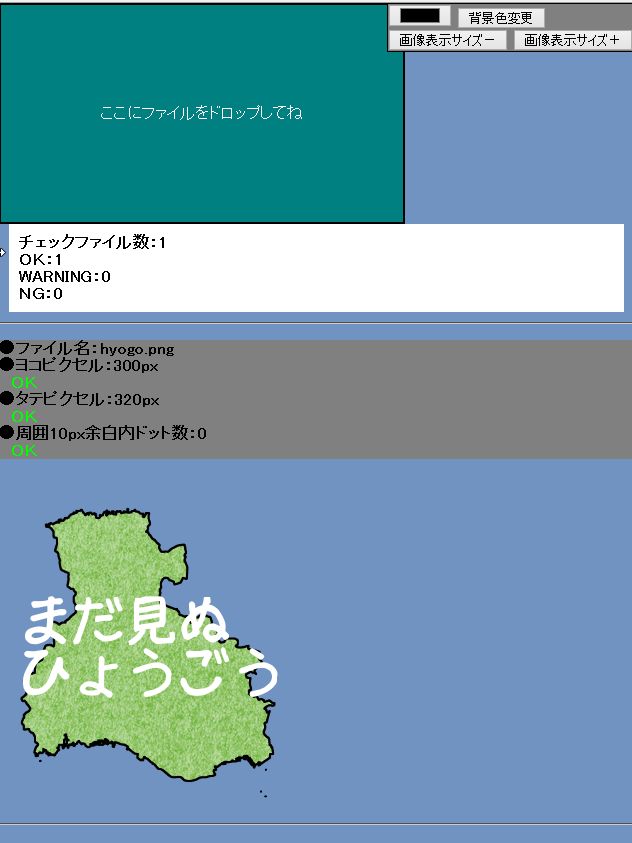 背景色変更
画像表示サイズー 画像表示サイズ＋
ここにファイルをドロップしてね
チェックファイル数：1
OK：1
WARNING：0
NG：0
●ファイル名：hyogo.png
●ヨコピクセル：300px
OK
●タテピクセル：320px
OK
●周囲10px余白内ドット数：0
OK
まだ見ぬ
ひょうごう